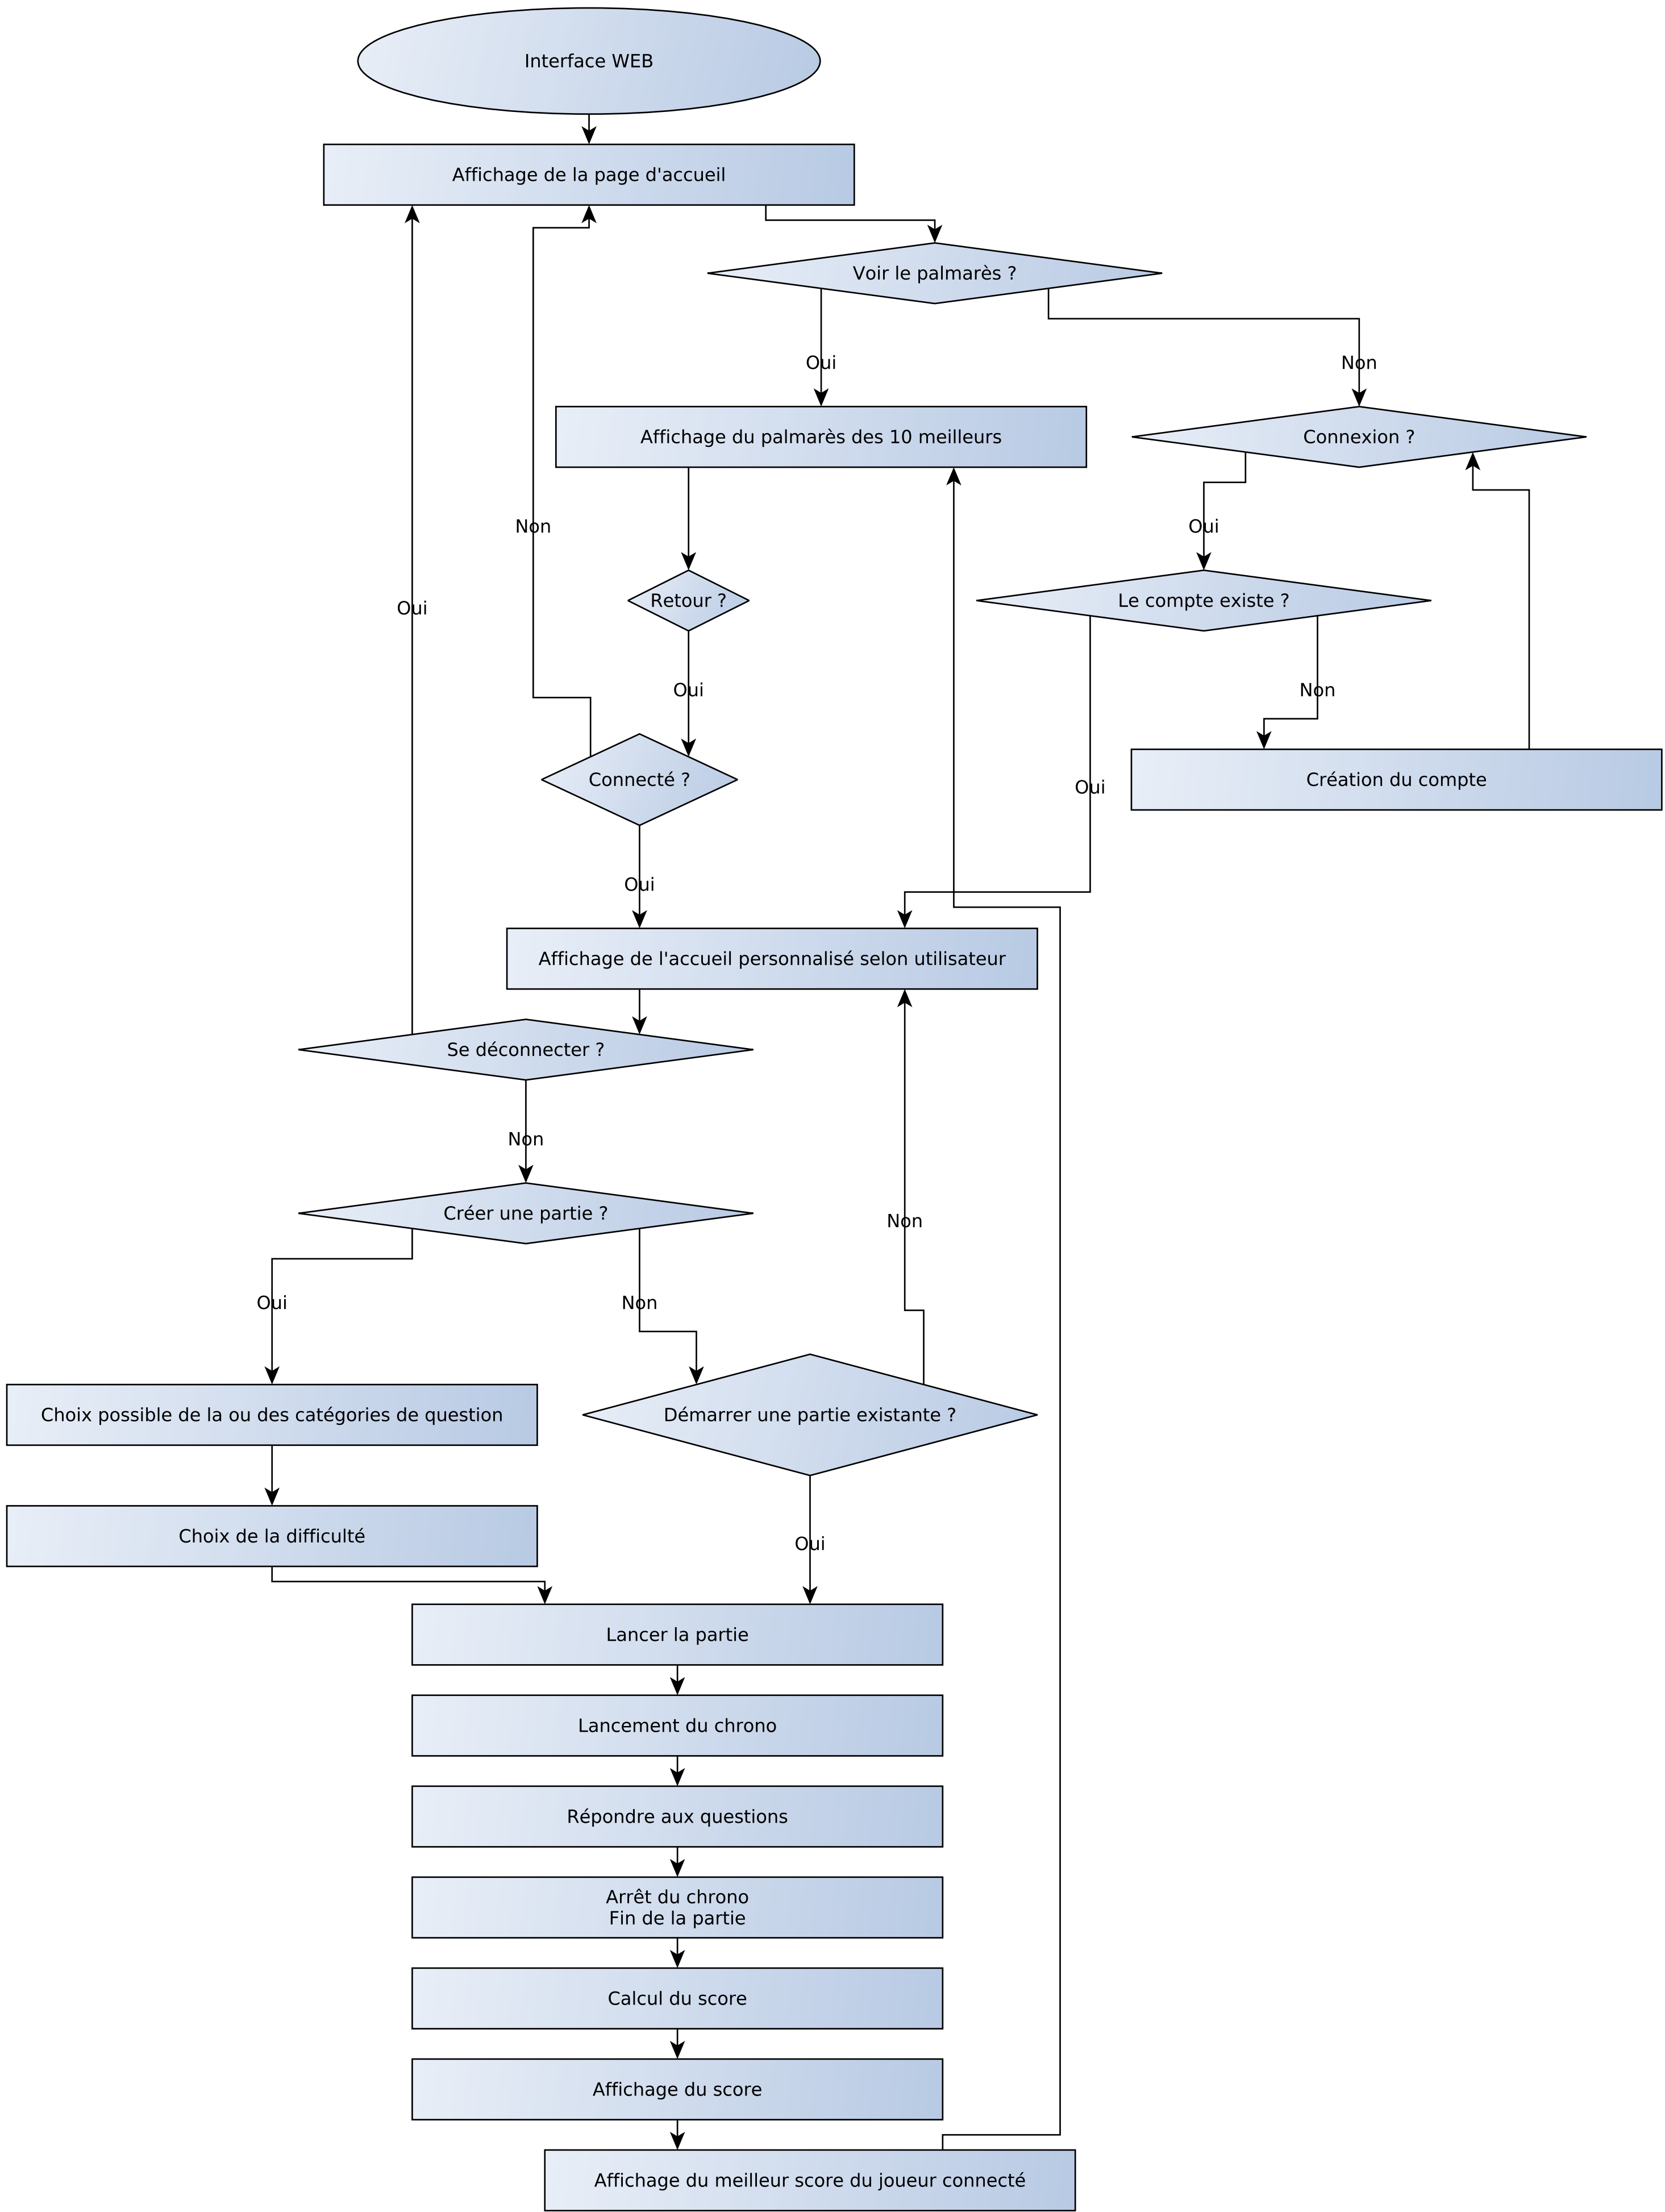 Interface WEB
Affichage de la page d'accueil
Voir le palmarès ?
Oui
Non
Affichage du palmarès des 10 meilleurs
Connexion ?
Non
Oui
Oui
Retour ?
Le compte existe ?
Oui
Non
Connecté ?
Création du compte
Oui
Oui
Affichage de l'accueil personnalisé selon utilisateur
Se déconnecter ?
Non
Créer une partie ?
Non
Oui
Non
Choix possible de la ou des catégories de question
Démarrer une partie existante ?
Choix de la difficulté
Oui
Lancer la partie
Lancement du chrono
Répondre aux questions
Arrêt du chrono
Fin de la partie
Calcul du score
Affichage du score
Affichage du meilleur score du joueur connecté